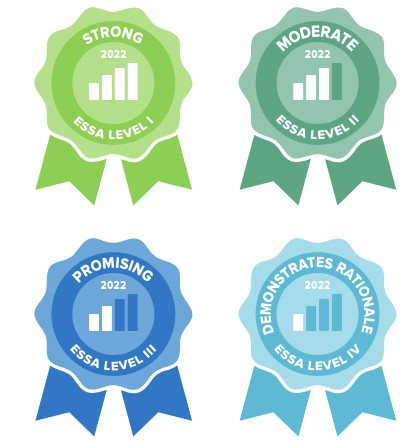 STRONG
2022
ESSA LEVEL I
MODERATE
2022
ESSA LEVEL II
PROMISING
2022
ESSA LEVEL III
DEMONSTRATES RATIONALE
2022
ESSA LEVEL IV